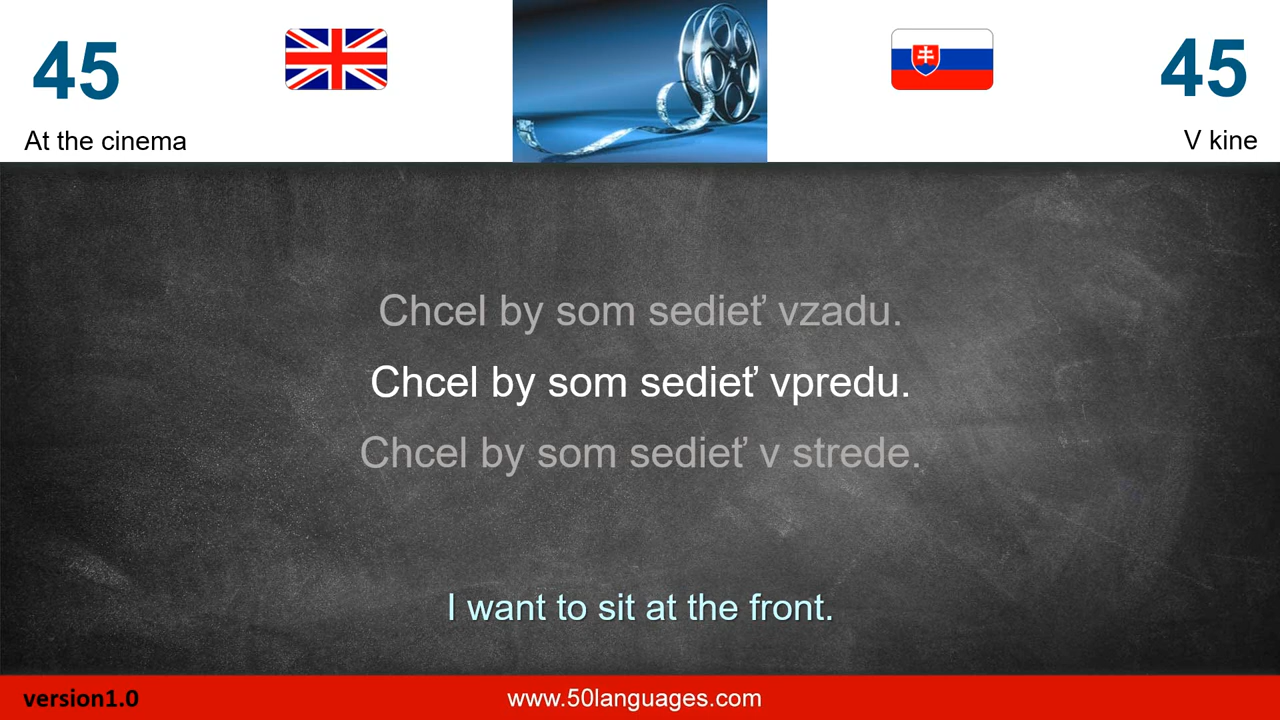 45
45
At the cinema
V kine
Chcel by som sedieť vzadu.
Chcel by som sedieť vpredu.
Chcel by som sedieť v strede.
I want to sit at the front.
version1.0
www.50languages.com